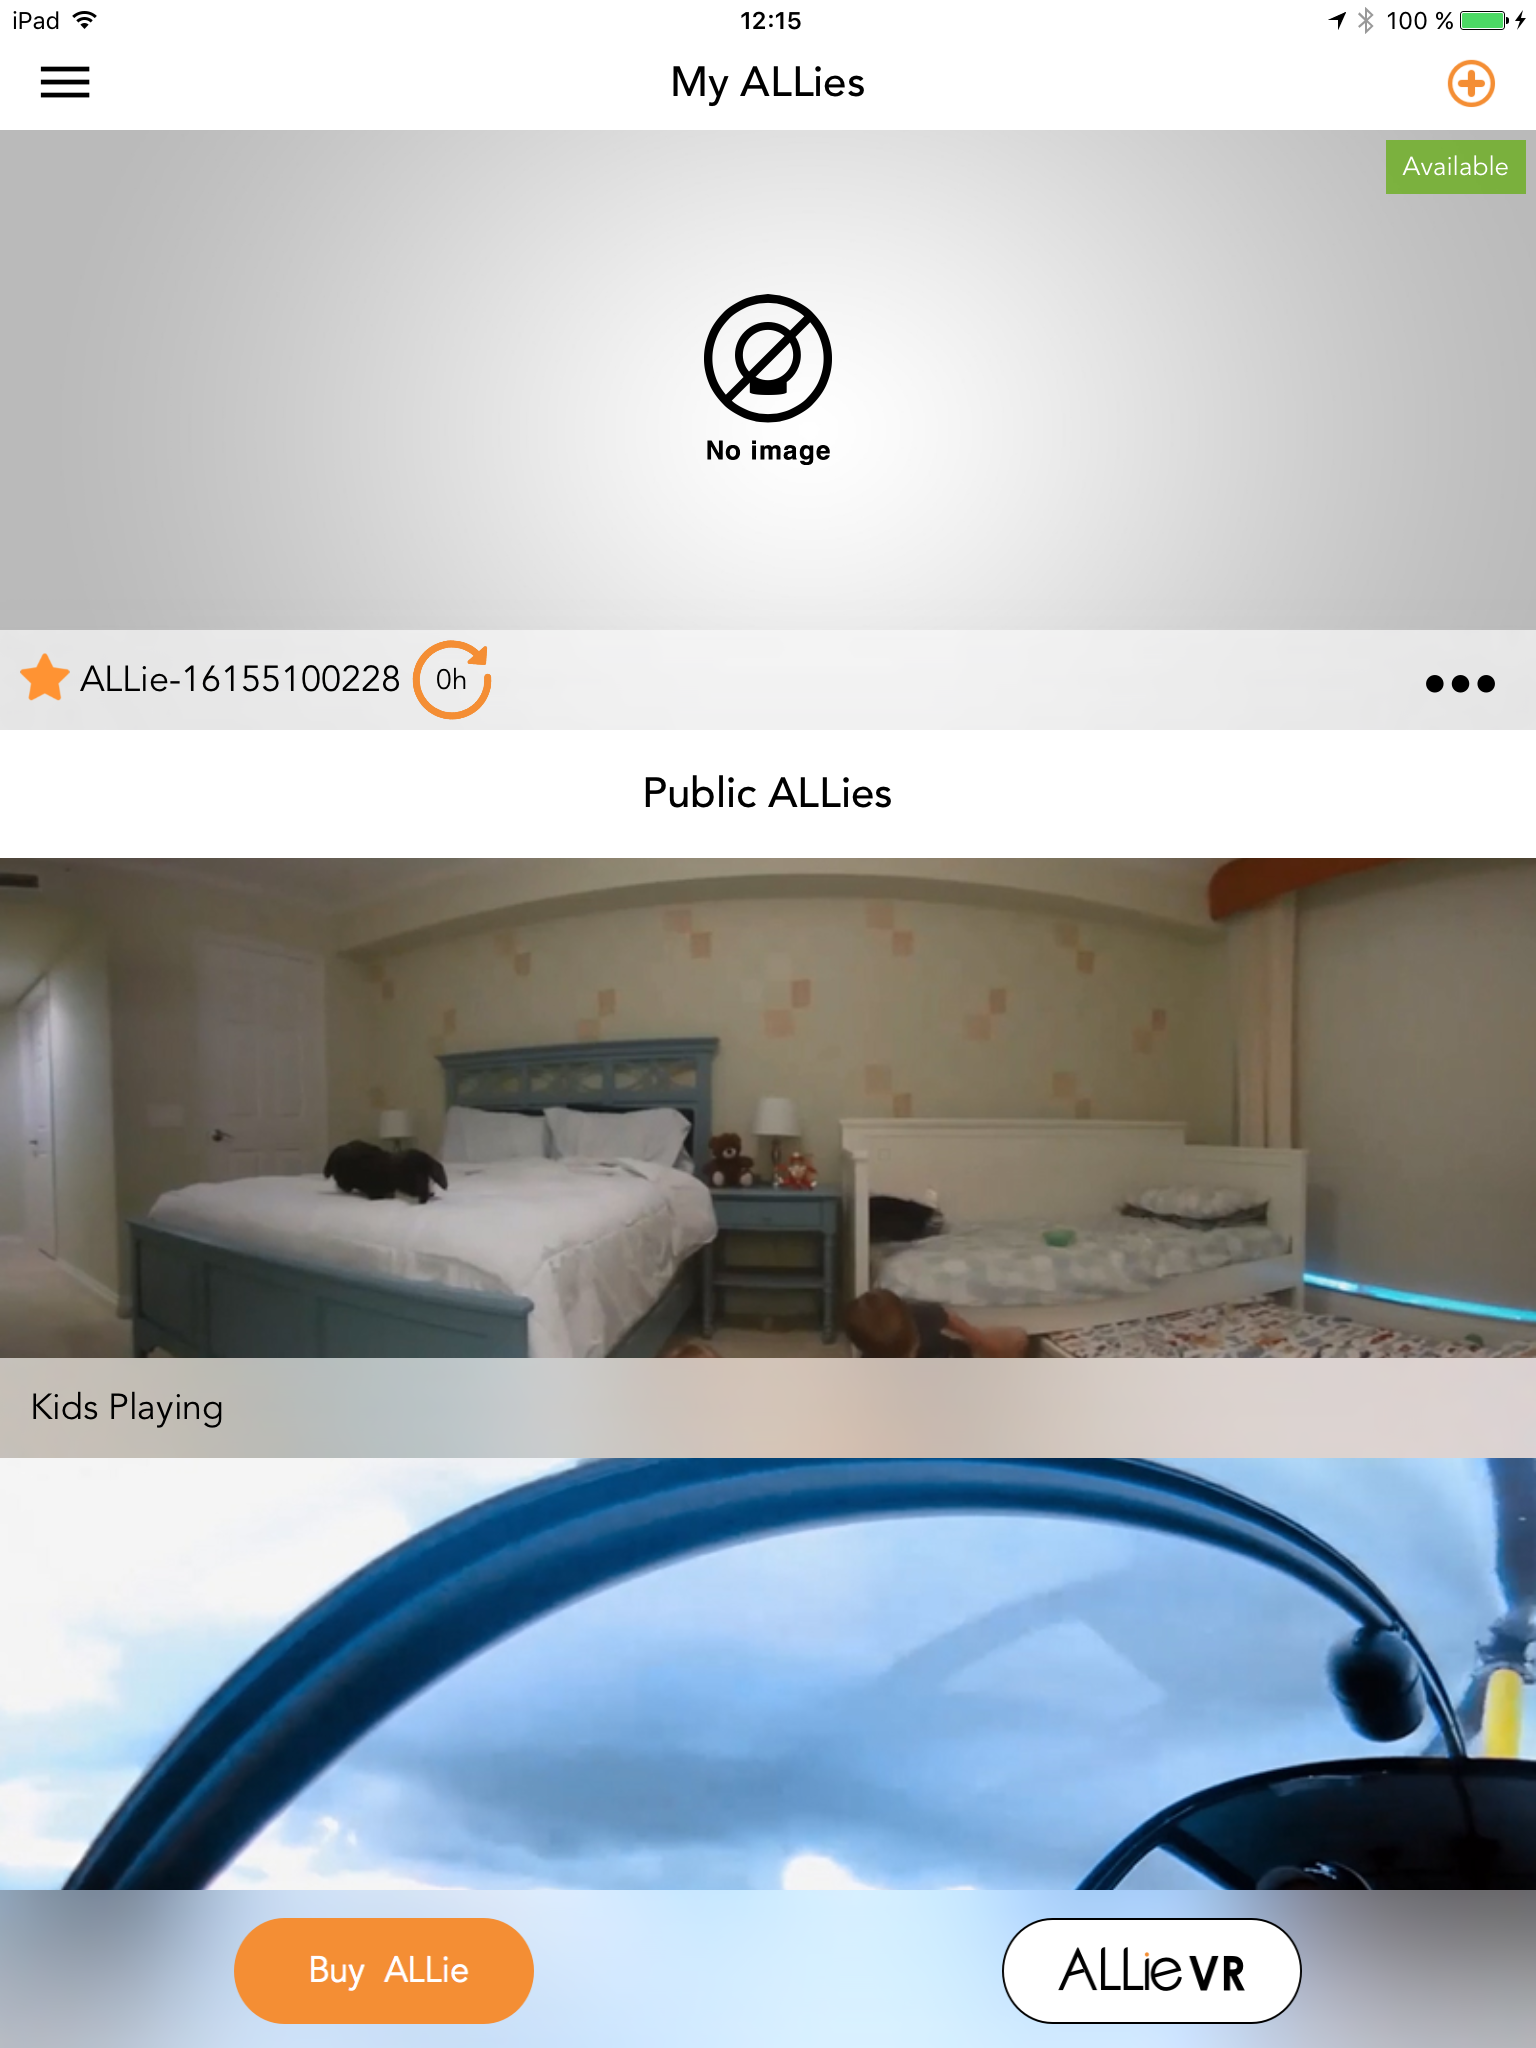 iPad 12:15 100 %
My ALLies
Available
No image
ALLie-16155100228 0h
Public ALLies
Kids Playing
Buy ALLie
ALLie VR